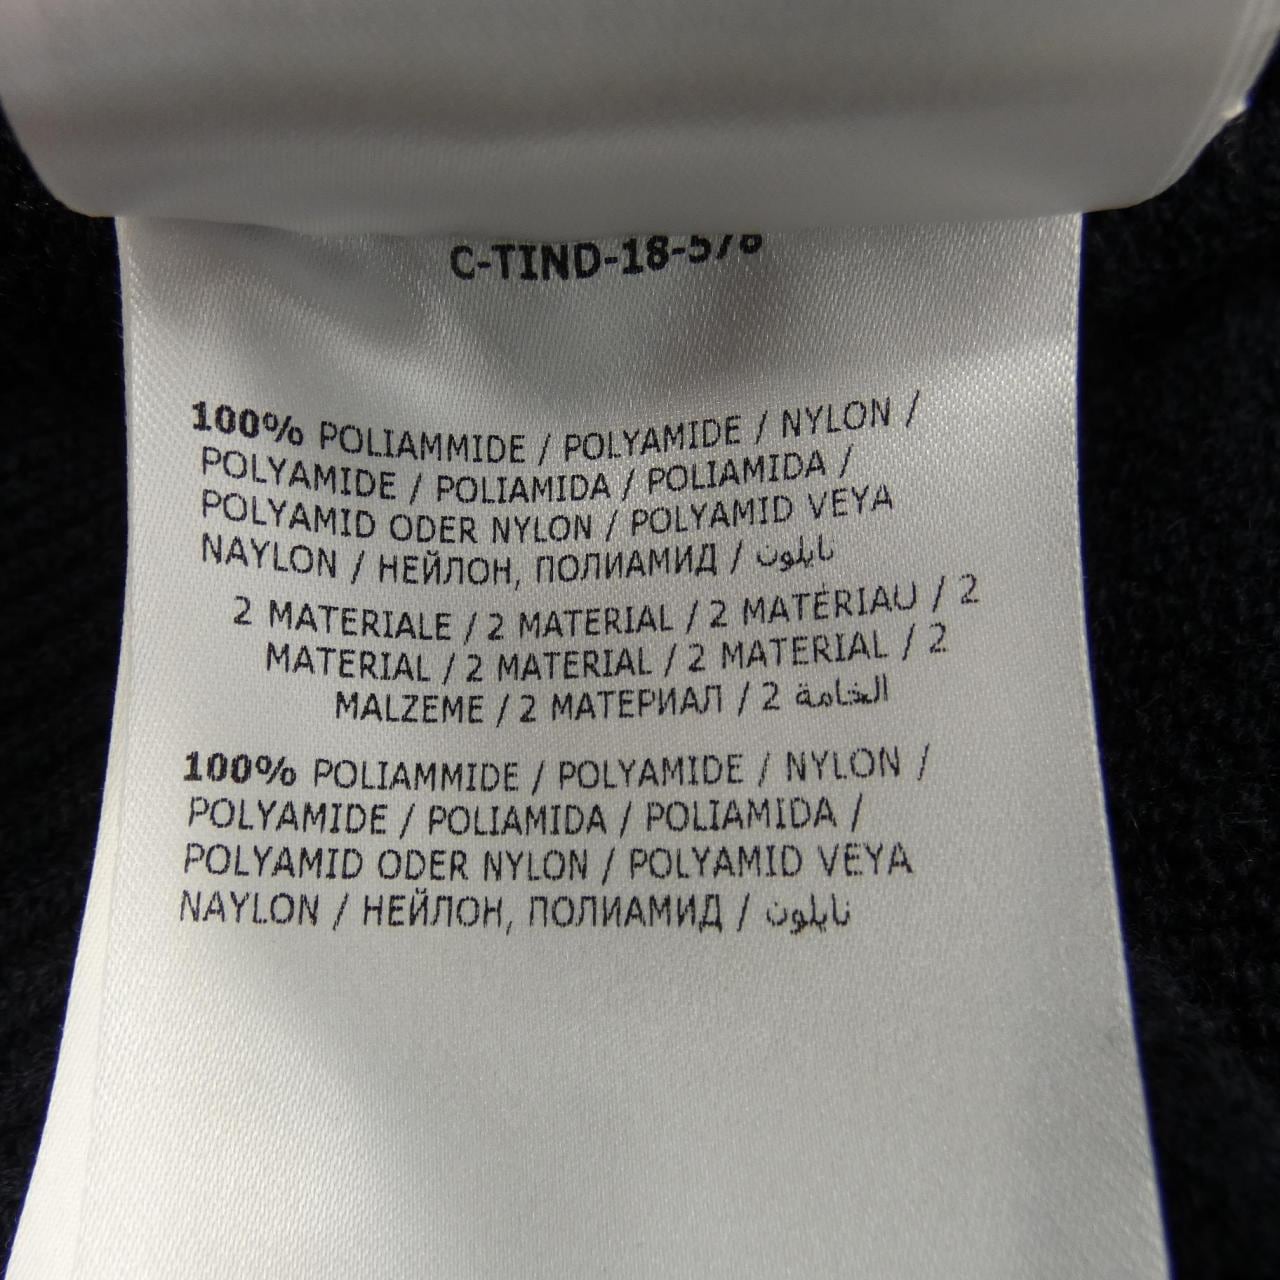 C-TIND-18-578
100% POLIAMMIDE / POLYAMIDE / NYLON /
POLYAMIDE / POLIAMIDA / POLIAMIDA /
POLYAMID ODER NYLON / POLYAMID VEYA
NAYLON / НЕЙЛОН, ПОЛИАМИД / نايلون
2 MATERIALE / 2 MATERIAL / 2 MATÉRIAU / 2
MATERIAL / 2 MATERIAL / 2 MATERIAL / 2
MALZEME / 2 МАТЕРИАЛ / 2 الخامة
100% POLIAMMIDE / POLYAMIDE / NYLON /
POLYAMIDE / POLIAMIDA / POLIAMIDA /
POLYAMID ODER NYLON / POLYAMID VEYA
NAYLON / НЕЙЛОН, ПОЛИАМИД / نايلون